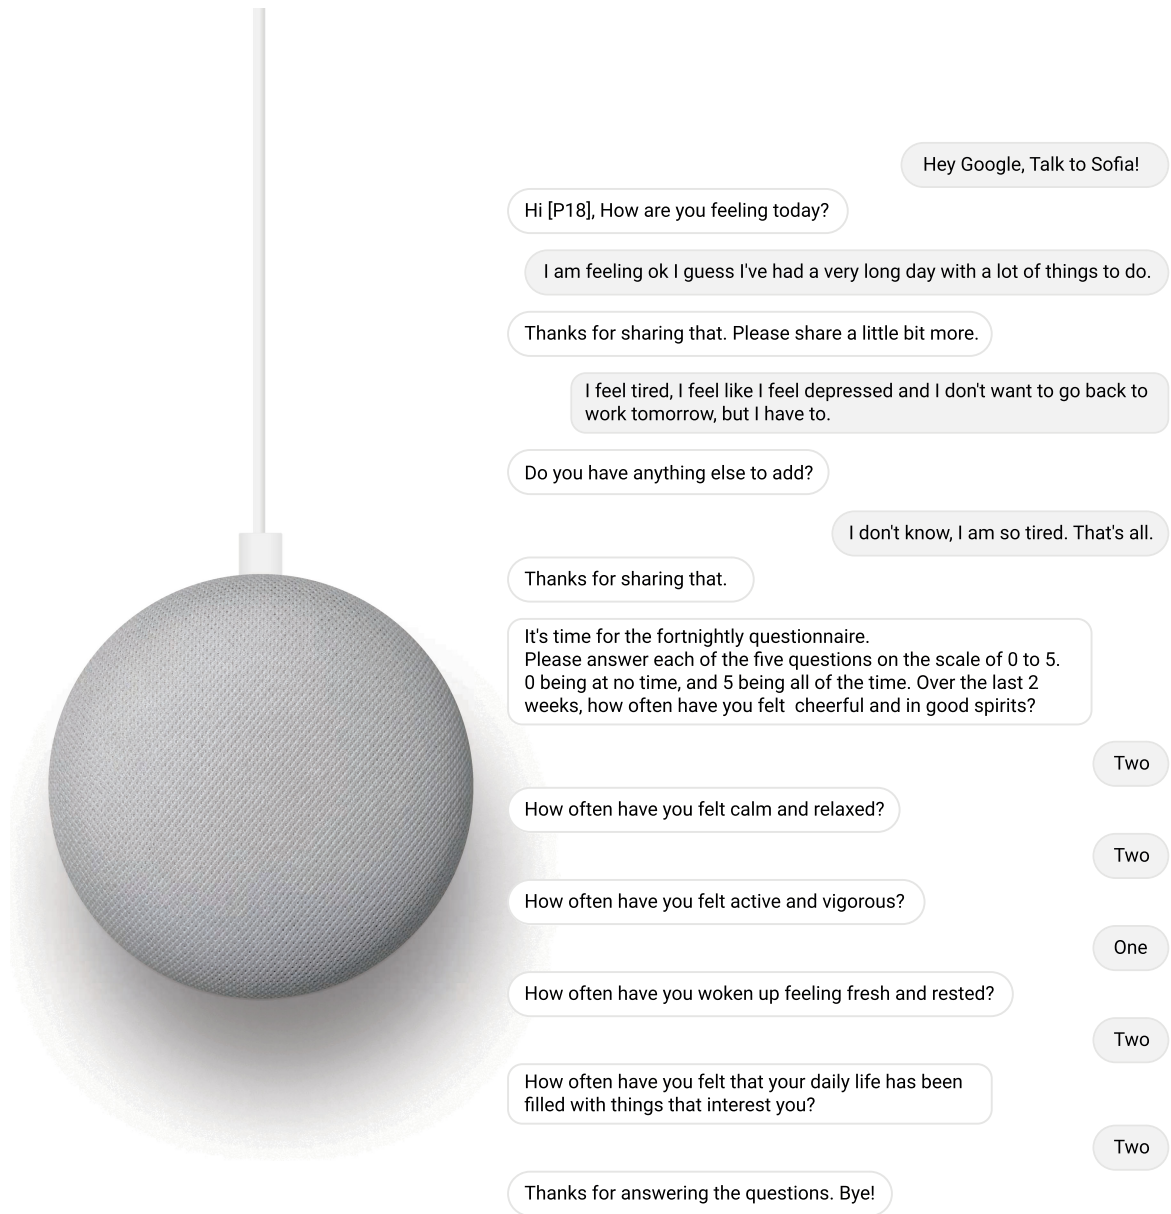 Hey Google, Talk to Sofia!
Hi [P18], How are you feeling today?
I am feeling ok I guess I've had a very long day with a lot of things to do.
Thanks for sharing that. Please share a little bit more.
I feel tired, I feel like I feel depressed and I don't want to go back to
work tomorrow, but I have to.
Do you have anything else to add?
I don't know, I am so tired. That's all.
Thanks for sharing that.
It's time for the fortnightly questionnaire.
Please answer each of the five questions on the scale of 0 to 5.
0 being at no time, and 5 being all of the time. Over the last 2
weeks, how often have you felt  cheerful and in good spirits?
Two
How often have you felt calm and relaxed?
Two
How often have you felt active and vigorous?
One
How often have you woken up feeling fresh and rested?
Two
How often have you felt that your daily life has been
filled with things that interest you?
Two
Thanks for answering the questions. Bye!